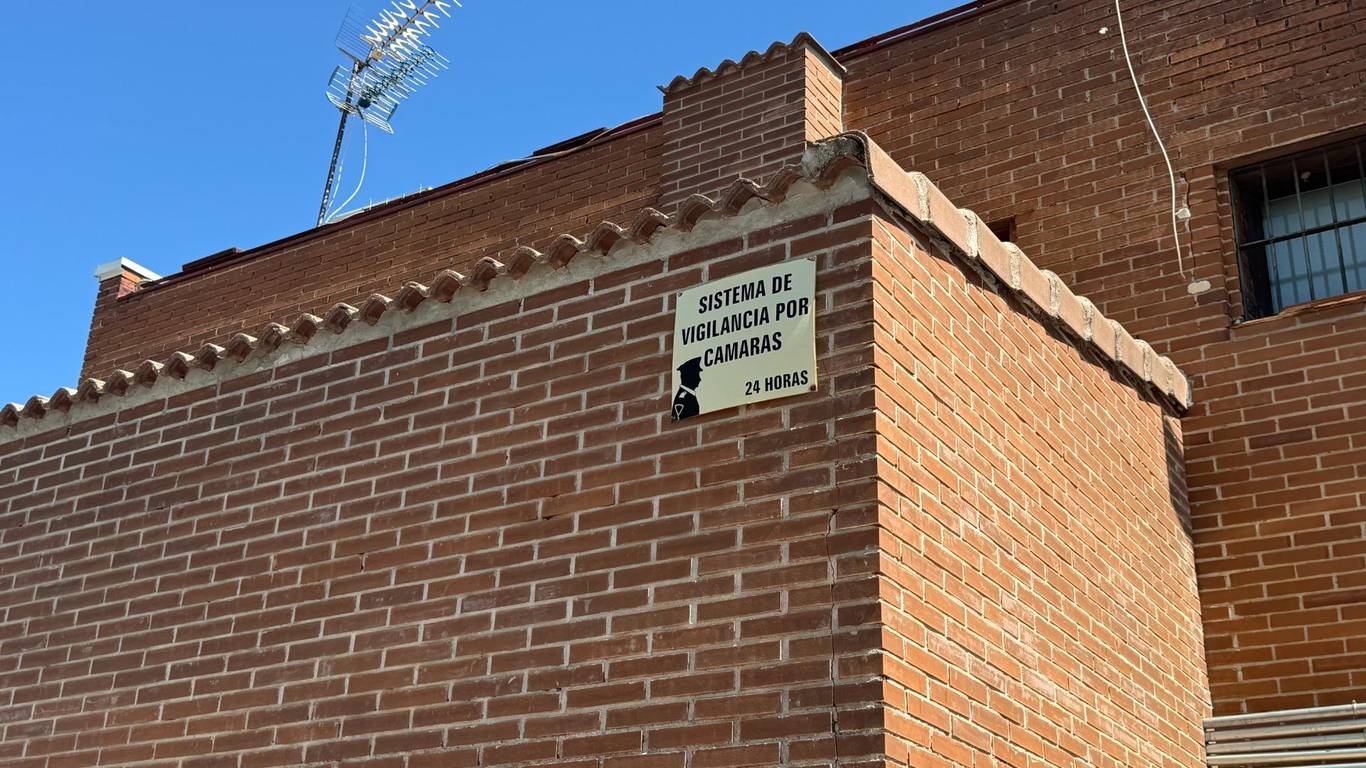 SISTEMA DE
VIGILANCIA POR
CAMARAS
24 HORAS